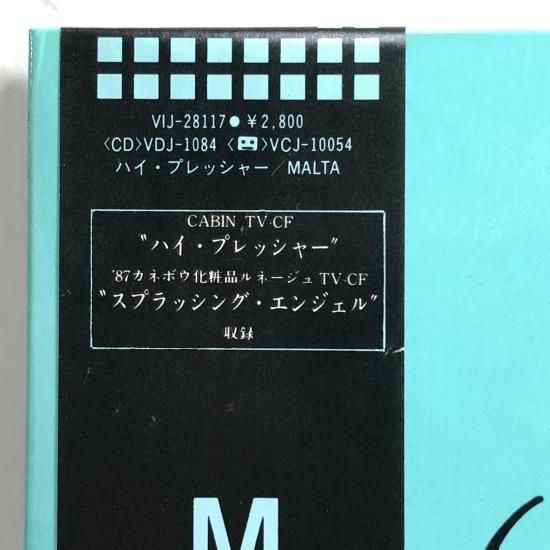 VIJ-28117●￥2,800
〈CD〉VDJ-1084 〈📼〉VCJ-10054
ハイ・プレッシャー／MALTA
CABIN TV-CF
〝ハイ・プレッシャー〟
'87カネボウ化粧品ルネージュTV-CF
〝スプラッシング・エンジェル〟
収録
M